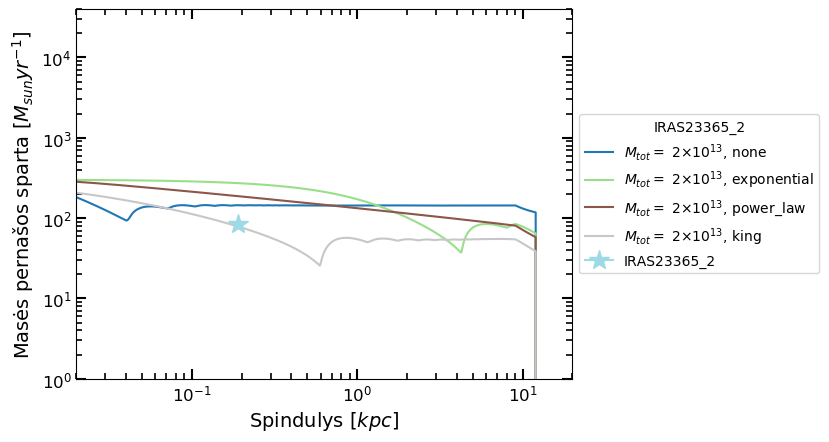 Masės pernašos sparta [$M_{sun}yr^{-1}$]
$10^4$
$10^3$
$10^2$
$10^1$
$10^0$
$10^{-1}$ $10^0$ $10^1$
Spindulys [$kpc$]
IRAS23365_2
$M_{tot}=$ 2×$10^{13}$, none
$M_{tot}=$ 2×$10^{13}$, exponential
$M_{tot}=$ 2×$10^{13}$, power_law
$M_{tot}=$ 2×$10^{13}$, king
IRAS23365_2